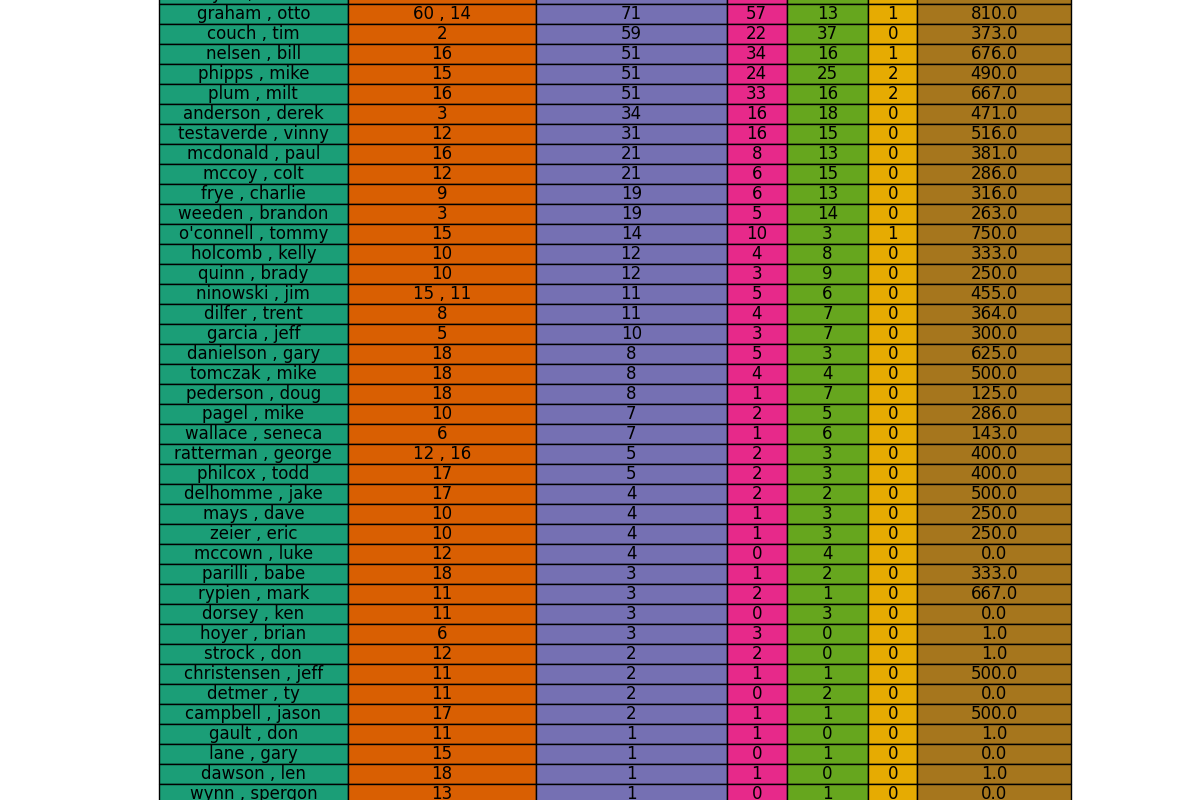 graham , otto 60 , 14 71 57 13 1 810.0
couch , tim 2 59 22 37 0 373.0
nelsen , bill 16 51 34 16 1 676.0
phipps , mike 15 51 24 25 2 490.0
plum , milt 16 51 33 16 2 667.0
anderson , derek 3 34 16 18 0 471.0
testaverde , vinny 12 31 16 15 0 516.0
mcdonald , paul 16 21 8 13 0 381.0
mccoy , colt 12 21 6 15 0 286.0
frye , charlie 9 19 6 13 0 316.0
weeden , brandon 3 19 5 14 0 263.0
o'connell , tommy 15 14 10 3 1 750.0
holcomb , kelly 10 12 4 8 0 333.0
quinn , brady 10 12 3 9 0 250.0
ninowski , jim 15 , 11 11 5 6 0 455.0
dilfer , trent 8 11 4 7 0 364.0
garcia , jeff 5 10 3 7 0 300.0
danielson , gary 18 8 5 3 0 625.0
tomczak , mike 18 8 4 4 0 500.0
pederson , doug 18 8 1 7 0 125.0
pagel , mike 10 7 2 5 0 286.0
wallace , seneca 6 7 1 6 0 143.0
ratterman , george 12 , 16 5 2 3 0 400.0
philcox , todd 17 5 2 3 0 400.0
delhomme , jake 17 4 2 2 0 500.0
mays , dave 10 4 1 3 0 250.0
zeier , eric 10 4 1 3 0 250.0
mccown , luke 12 4 0 4 0 0.0
parilli , babe 18 3 1 2 0 333.0
rypien , mark 11 3 2 1 0 667.0
dorsey , ken 11 3 0 3 0 0.0
hoyer , brian 6 3 3 0 0 1.0
strock , don 12 2 2 0 0 1.0
christensen , jeff 11 2 1 1 0 500.0
detmer , ty 11 2 0 2 0 0.0
campbell , jason 17 2 1 1 0 500.0
gault , don 11 1 1 0 0 1.0
lane , gary 15 1 0 1 0 0.0
dawson , len 18 1 1 0 0 1.0
wynn , spergon 13 1 0 1 0 0.0